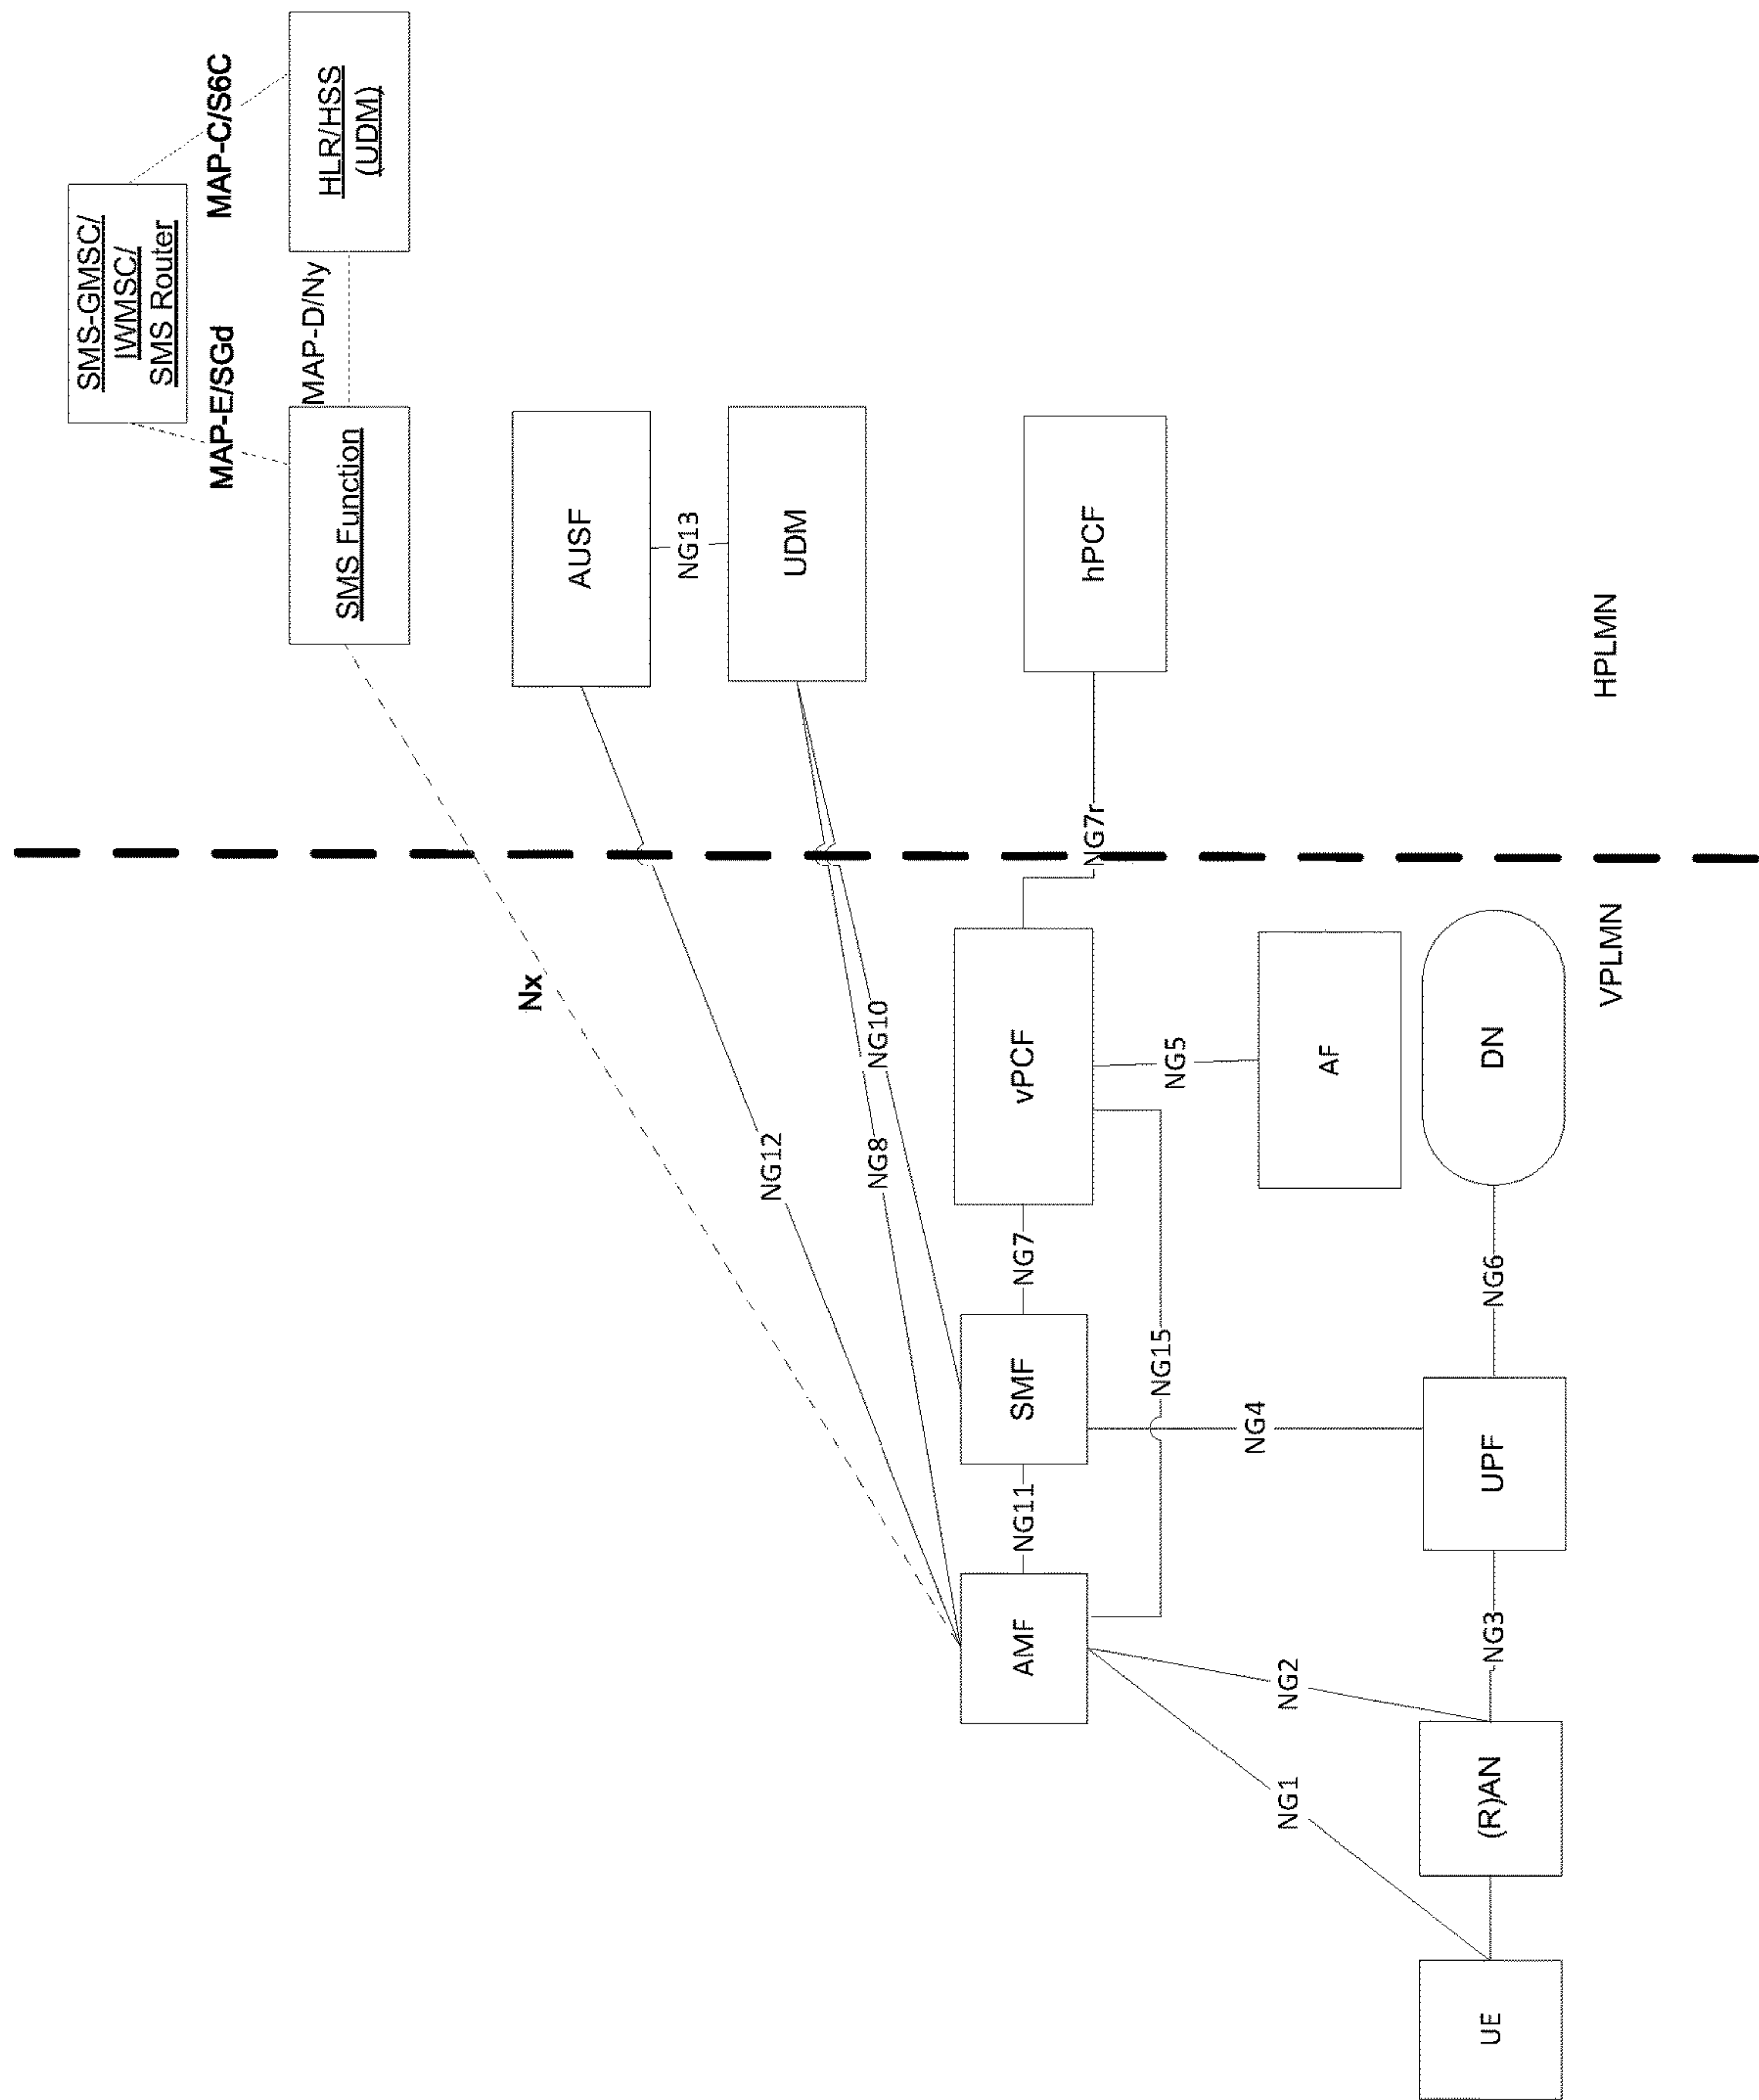 SMS-GMSC/
IWMSC/
SMS Router
MAP-E/SGd
MAP-C/S6C
SMS Function
MAP-D/Ny
HLR/HSS
(UDM)
Nx
AUSF
NG13
NG12
UDM
NG8
NG10
AMF
NG11
SMF
NG7
vPCF
NG7r
hPCF
NG15
NG5
NG1
NG2
NG4
AF
UE
(R)AN
NG3
UPF
NG6
DN
VPLMN
HPLMN